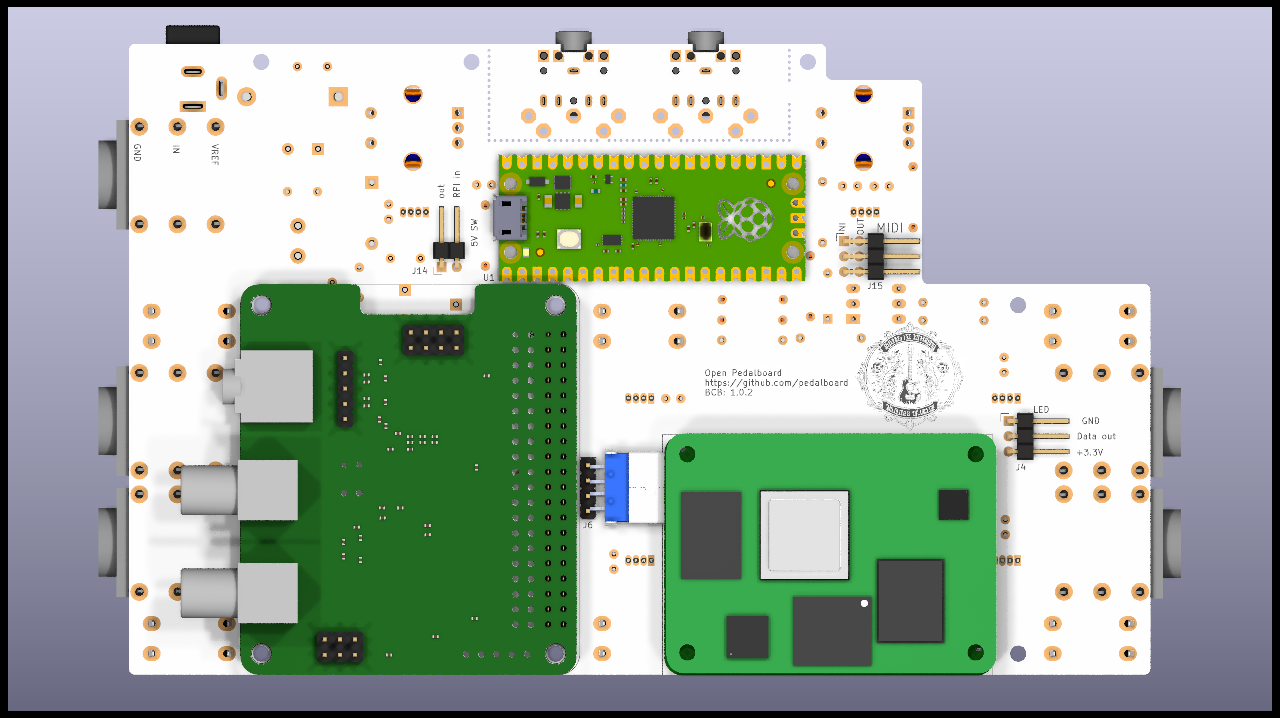 GND
IN
VREF
out
RPI in
5V SW
J14
U1
IN
OUT
MIDI
J15
Open Pedalboard
https://github.com/pedalboard
BCB: 1.0.2
LED
GND
Data out
+3.3V
J4
J6